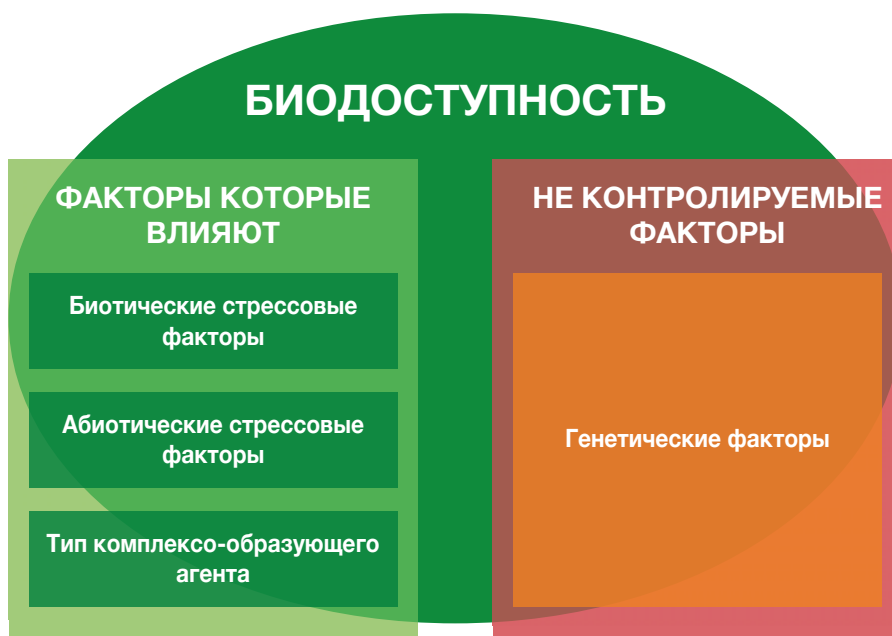 БИОДОСТУПНОСТЬ
ФАКТОРЫ КОТОРЫЕ
ВЛИЯЮТ
Биотические стрессовые
факторы
Абиотические стрессовые
факторы
Тип комплексо-образующего
агента
НЕ КОНТРОЛИРУЕМЫЕ
ФАКТОРЫ
Генетические факторы